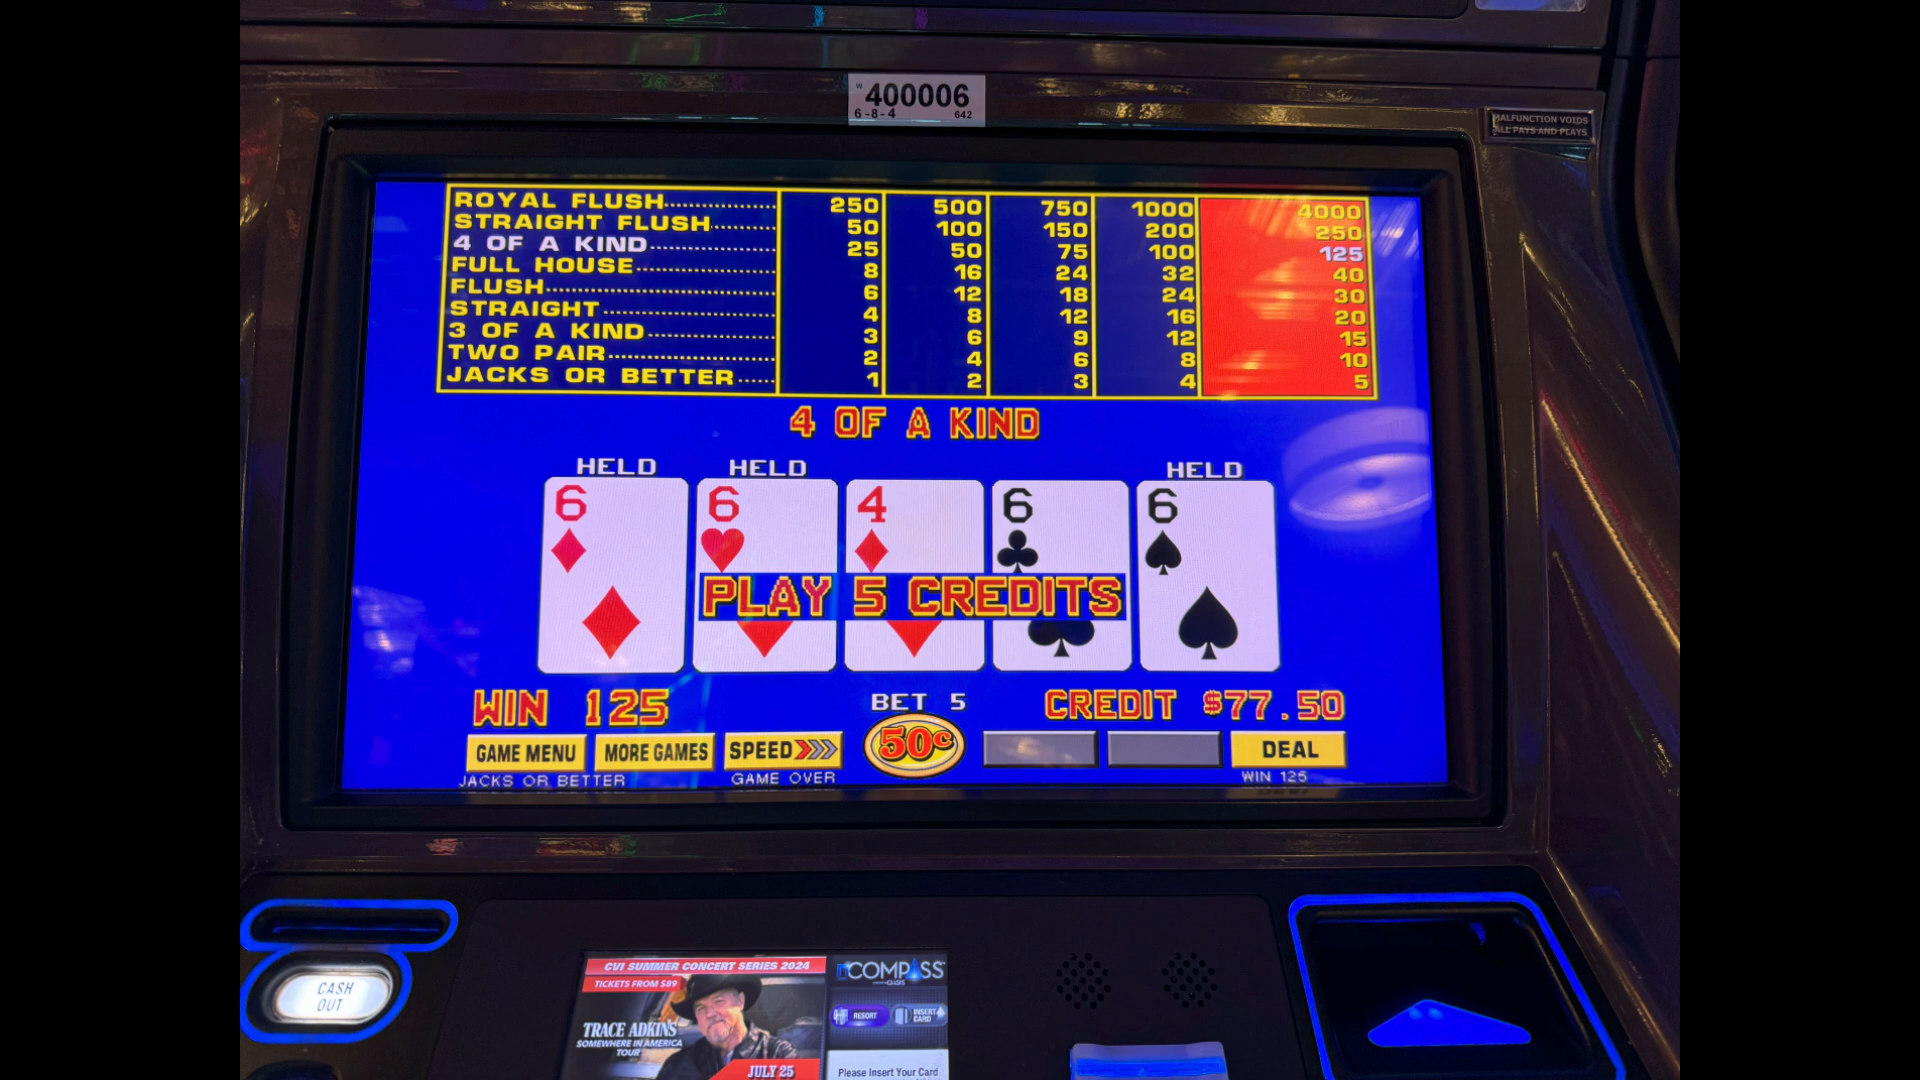 W 400006
6-8-4 642
MALFUNCTION VOIDS
ALL PAYS AND PLAYS
ROYAL FLUSH 250 500 750 1000 4000
STRAIGHT FLUSH 50 100 150 200 250
4 OF A KIND 25 50 75 100 125
FULL HOUSE 8 16 24 32 40
FLUSH 6 12 18 24 30
STRAIGHT 4 8 12 16 20
3 OF A KIND 3 6 9 12 15
TWO PAIR 2 4 6 8 10
JACKS OR BETTER 1 2 3 4 5
4 OF A KIND
HELD HELD HELD
6 6 4 6 6
PLAY 5 CREDITS
WIN 125 BET 5 CREDIT $77.50
GAME MENU MORE GAMES SPEED 50¢ DEAL
JACKS OR BETTER GAME OVER WIN 125
CASH
OUT
CVI SUMMER CONCERT SERIES 2024
TICKETS FROM $89
TRACE ADKINS
SOMEWHERE IN AMERICA
TOUR
JULY 25
COMPASS
RESORT
INSERT
CARD
Please Insert Your Card